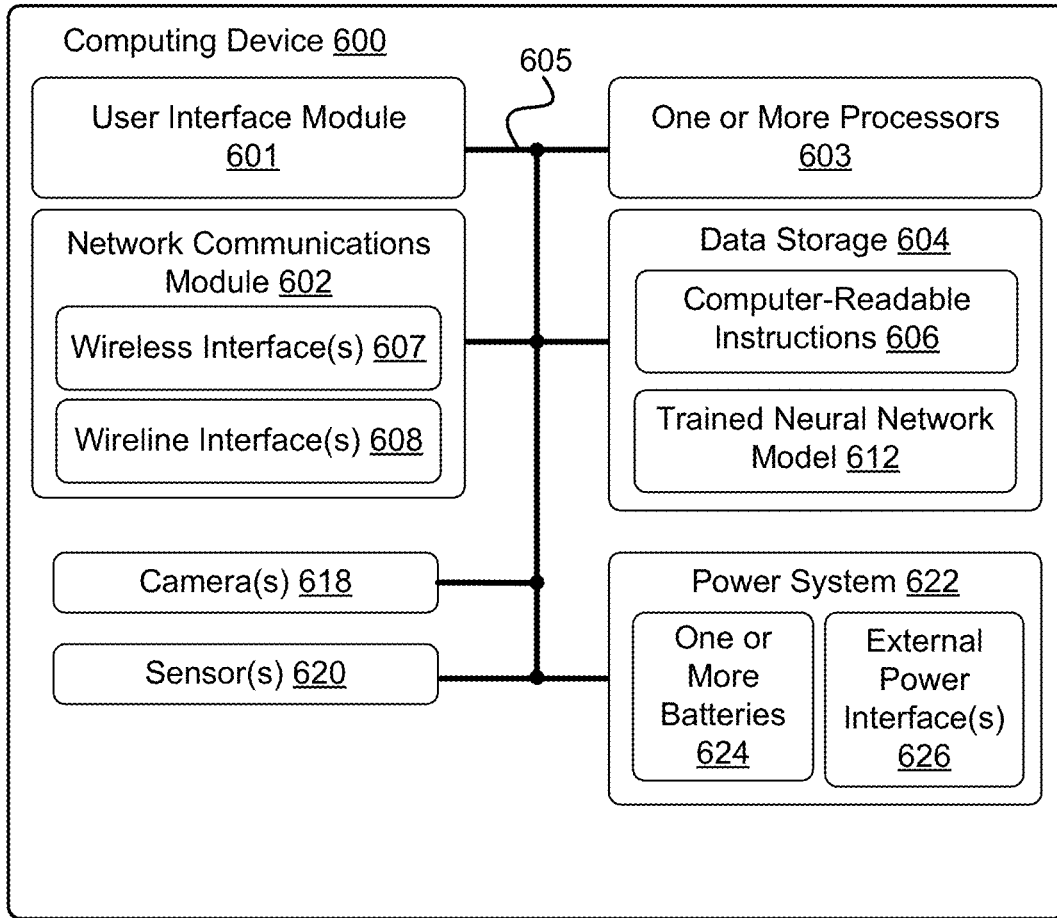 Computing Device 600
605
User Interface Module
601
One or More Processors
603
Network Communications
Module 602
Wireless Interface(s) 607
Wireline Interface(s) 608
Data Storage 604
Computer-Readable
Instructions 606
Trained Neural Network
Model 612
Camera(s) 618
Sensor(s) 620
Power System 622
One or
More
Batteries
624
External
Power
Interface(s)
626